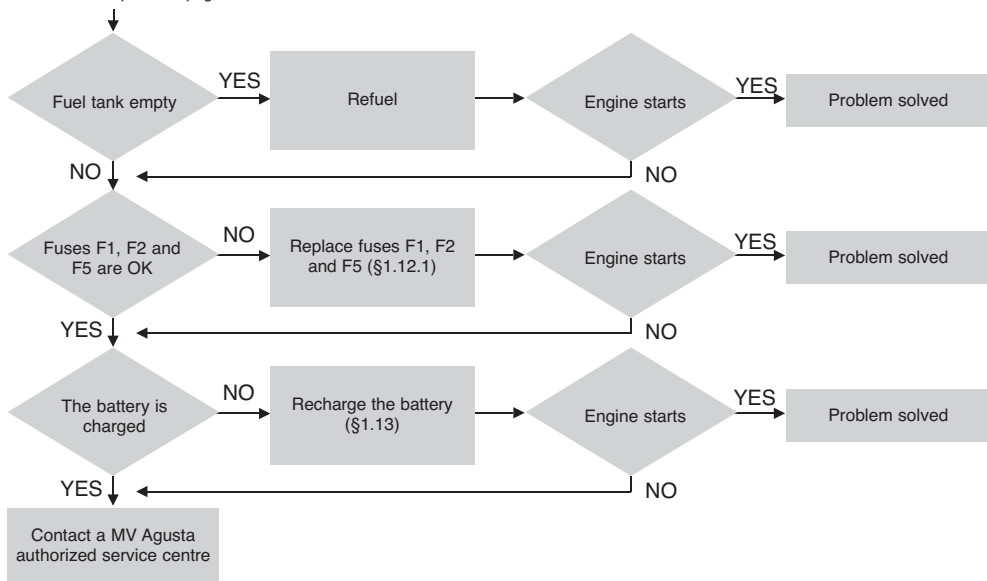 Fuel tank empty
YES
Refuel
Engine starts
YES
Problem solved
NO
NO
Fuses F1, F2 and
F5 are OK
NO
Replace fuses F1, F2
and F5 (§1.12.1)
Engine starts
YES
Problem solved
YES
NO
The battery is
charged
NO
Recharge the battery
(§1.13)
Engine starts
YES
Problem solved
YES
NO
Contact a MV Agusta
authorized service centre